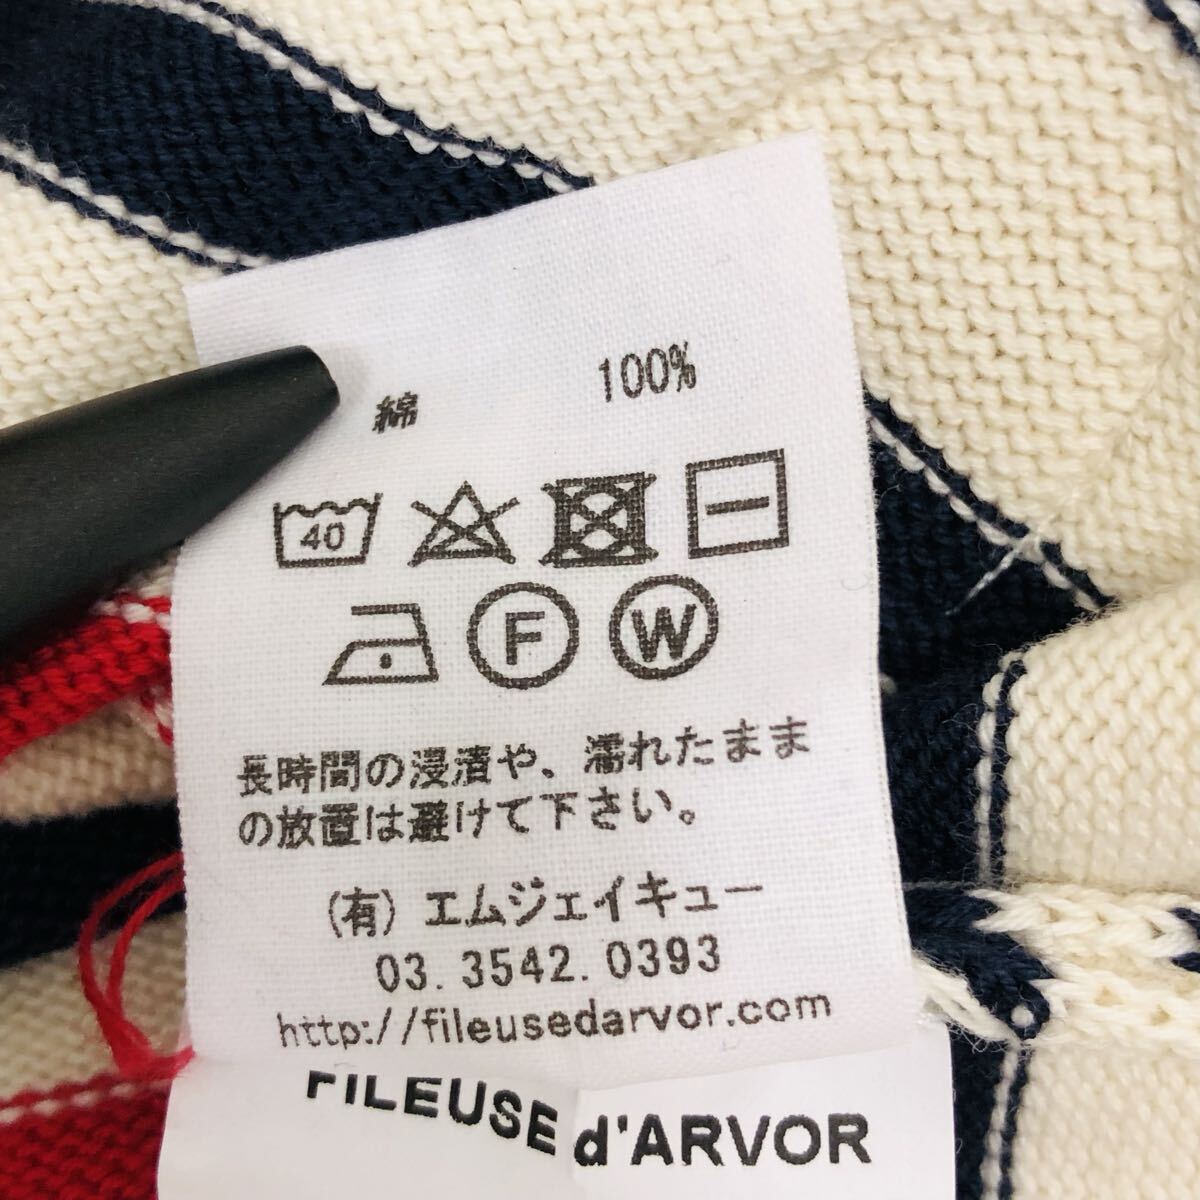 綿 100%
40
F W
長時間の浸漬や、濡れたまま
の放置は避けて下さい。
(有) エムジェイキュー
03. 3542. 0393
http://fileusedarvor.com
FILEUSE d'ARVOR